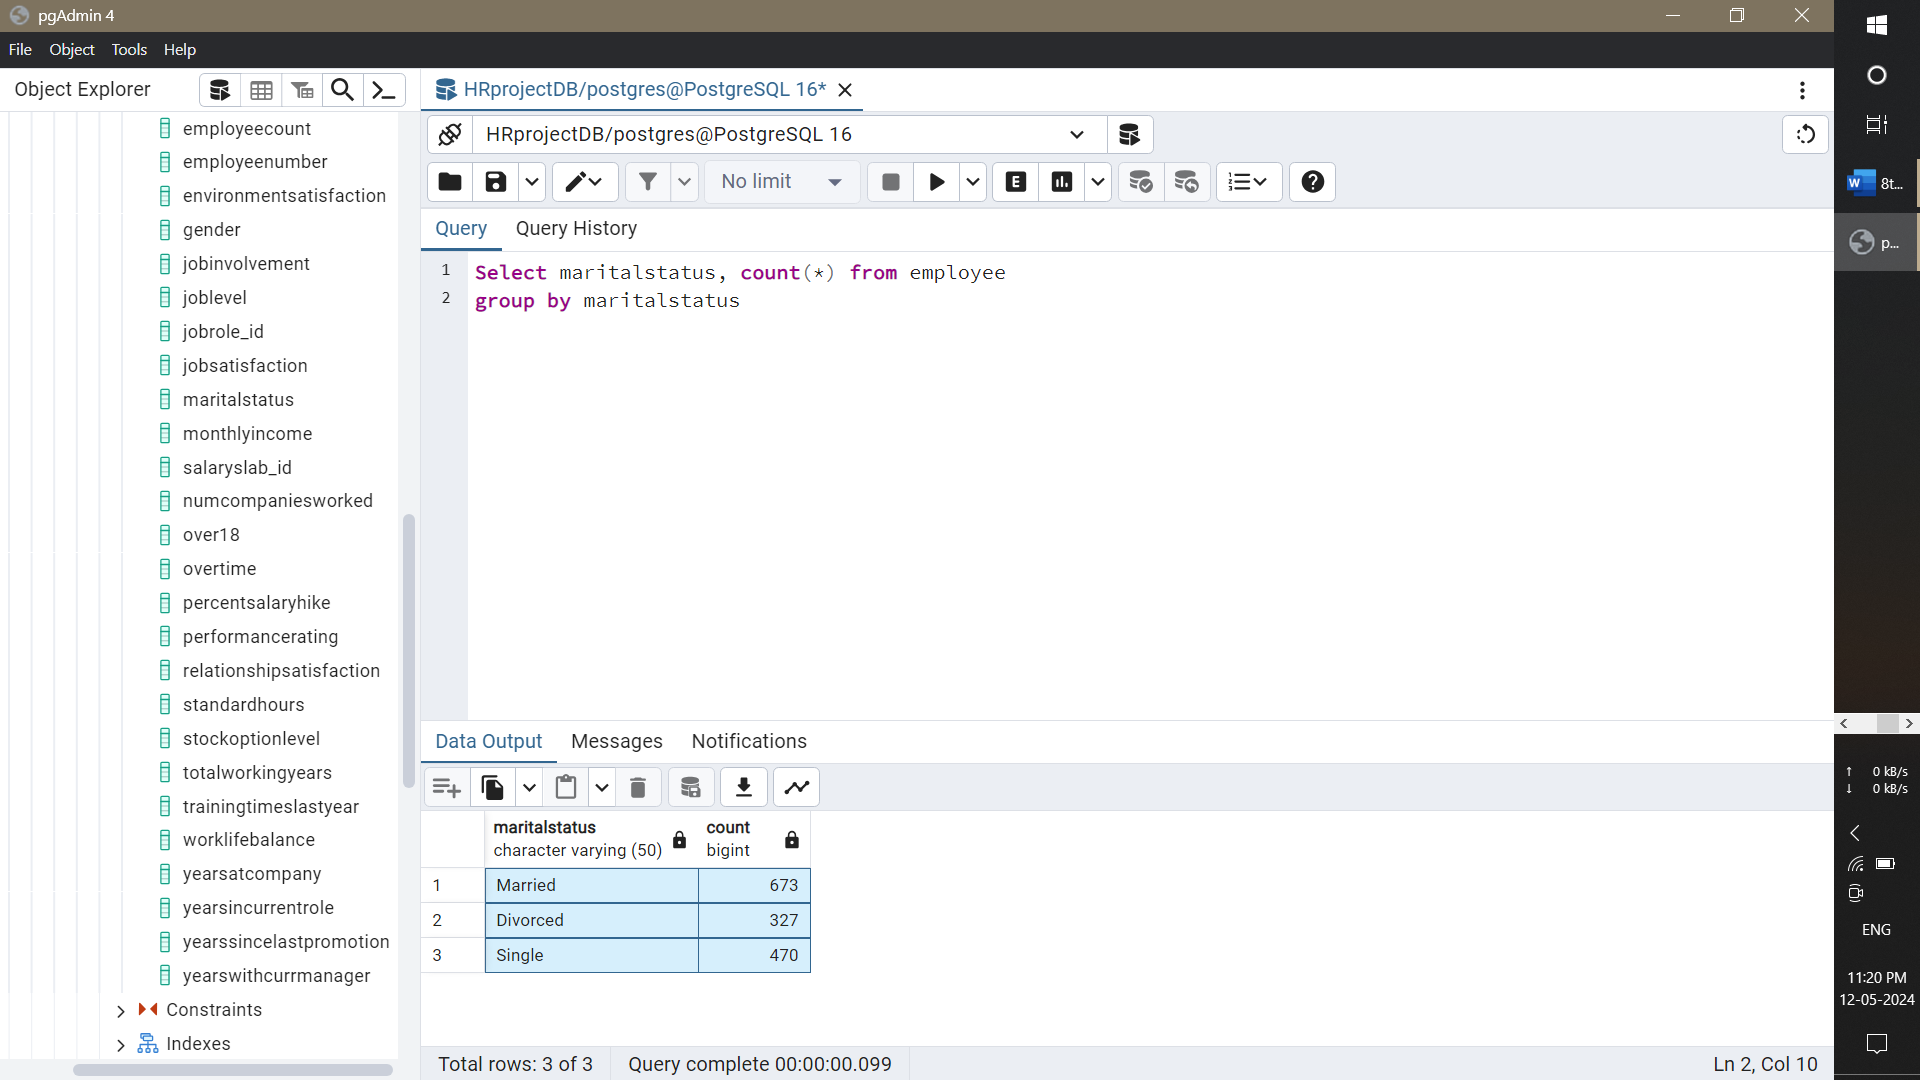 pgAdmin 4
File Object Tools Help
Object Explorer
HRprojectDB/postgres@PostgreSQL 16*
HRprojectDB/postgres@PostgreSQL 16
No limit
E
Query Query History
1 Select maritalstatus, count(*) from employee
2 group by maritalstatus
employeecount
employeenumber
environmentsatisfaction
gender
jobinvolvement
joblevel
jobrole_id
jobsatisfaction
maritalstatus
monthlyincome
salaryslab_id
numcompaniesworked
over18
overtime
percentsalaryhike
performancerating
relationshipsatisfaction
standardhours
stockoptionlevel
totalworkingyears
trainingtimeslastyear
worklifebalance
yearsatcompany
yearsincurrentrole
yearssincelastpromotion
yearswithcurrmanager
Constraints
Indexes
Data Output Messages Notifications
maritalstatus count
character varying (50) bigint
1 Married 673
2 Divorced 327
3 Single 470
Total rows: 3 of 3 Query complete 00:00:00.099 Ln 2, Col 10
8t...
p...
0 kB/s
0 kB/s
ENG
11:20 PM
12-05-2024